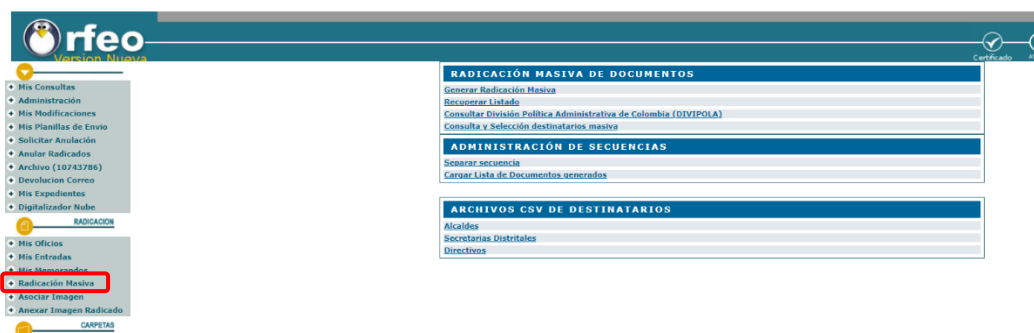 Orfeo
Version Nueva
Certificado
Mis Consultas
Administración
Mis Modificaciones
Mis Planillas de Envio
Solicitar Anulación
Anular Radicados
Archivo (10743786)
Devolucion Correo
Mis Expedientes
Digitalizador Nube
RADICACION
Mis Oficios
Mis Entradas
Mis Memorandos
Radicación Masiva
Asociar Imagen
Anexar Imagen Radicado
CARPETAS
RADICACIÓN MASIVA DE DOCUMENTOS
Generar Radicación Masiva
Recuperar Listado
Consultar División Política Administrativa de Colombia (DIVIPOLA)
Consulta y Selección destinatarios masiva
ADMINISTRACIÓN DE SECUENCIAS
Separar secuencia
Cargar Lista de Documentos generados
ARCHIVOS CSV DE DESTINATARIOS
Alcaldes
Secretarias Distritales
Directivos